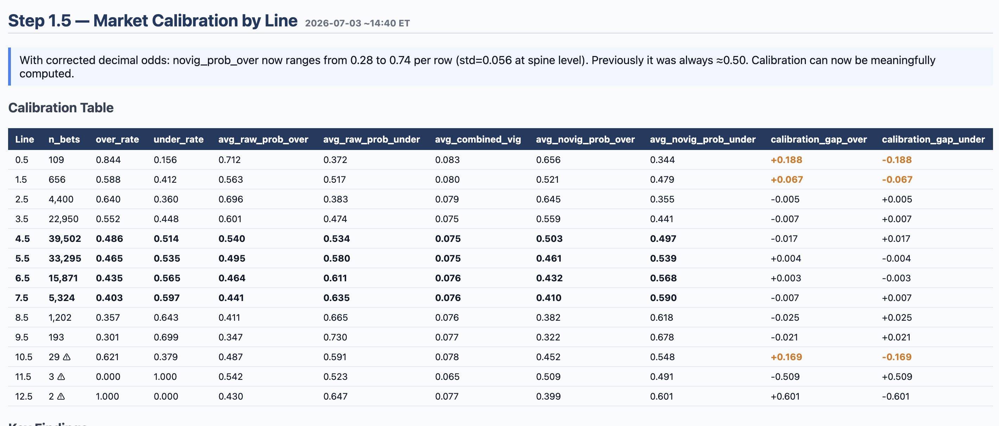 Step 1.5 — Market Calibration by Line 2026-07-03 ~14:40 ET
With corrected decimal odds: novig_prob_over now ranges from 0.28 to 0.74 per row (std=0.056 at spine level). Previously it was always ≈0.50. Calibration can now be meaningfully
computed.
Calibration Table
Line n_bets over_rate under_rate avg_raw_prob_over avg_raw_prob_under avg_combined_vig avg_novig_prob_over avg_novig_prob_under calibration_gap_over calibration_gap_under
0.5 109 0.844 0.156 0.712 0.372 0.083 0.656 0.344 +0.188 -0.188
1.5 656 0.588 0.412 0.563 0.517 0.080 0.521 0.479 +0.067 -0.067
2.5 4,400 0.640 0.360 0.696 0.383 0.079 0.645 0.355 -0.005 +0.005
3.5 22,950 0.552 0.448 0.601 0.474 0.075 0.559 0.441 -0.007 +0.007
4.5 39,502 0.486 0.514 0.540 0.534 0.075 0.503 0.497 -0.017 +0.017
5.5 33,295 0.465 0.535 0.495 0.580 0.075 0.461 0.539 +0.004 -0.004
6.5 15,871 0.435 0.565 0.464 0.611 0.076 0.432 0.568 +0.003 -0.003
7.5 5,324 0.403 0.597 0.441 0.635 0.076 0.410 0.590 -0.007 +0.007
8.5 1,202 0.357 0.643 0.411 0.665 0.076 0.382 0.618 -0.025 +0.025
9.5 193 0.301 0.699 0.347 0.730 0.077 0.322 0.678 -0.021 +0.021
10.5 29 ⚠ 0.621 0.379 0.487 0.591 0.078 0.452 0.548 +0.169 -0.169
11.5 3 ⚠ 0.000 1.000 0.542 0.523 0.065 0.509 0.491 -0.509 +0.509
12.5 2 ⚠ 1.000 0.000 0.430 0.647 0.077 0.399 0.601 +0.601 -0.601
Key Findings